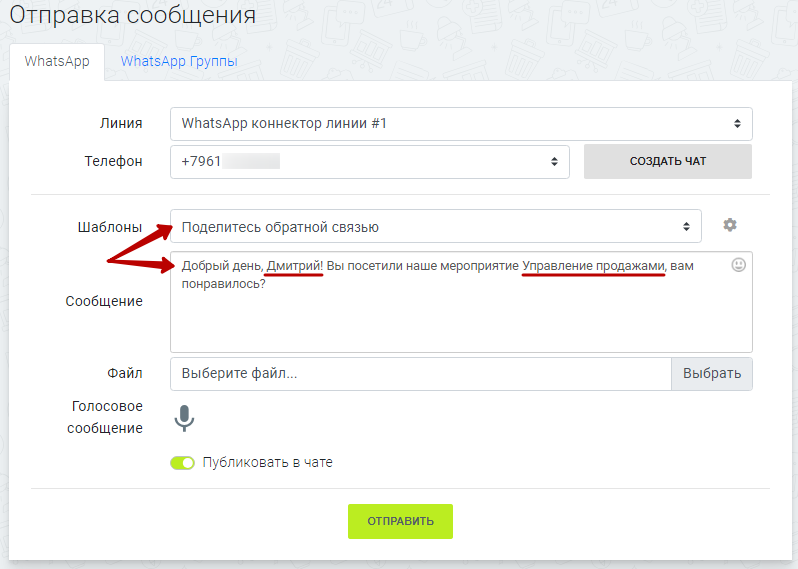 Отправка сообщения
WhatsApp WhatsApp Группы
Линия WhatsApp коннектор линии #1
Телефон +7961 СОЗДАТЬ ЧАТ
Шаблоны Поделитесь обратной связью
Добрый день, Дмитрий! Вы посетили наше мероприятие Управление продажами, вам
понравилось?
Сообщение
Файл Выберите файл... Выбрать
Голосовое
сообщение
Публиковать в чате
ОТПРАВИТЬ